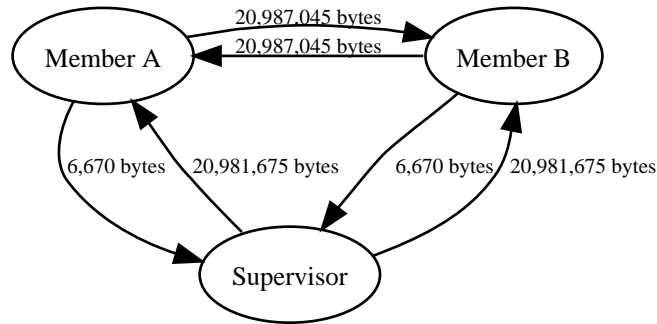 20,987,045 bytes
20,987,045 bytes
Member A
Member B
6,670 bytes
20,981,675 bytes
6,670 bytes
20,981,675 bytes
Supervisor